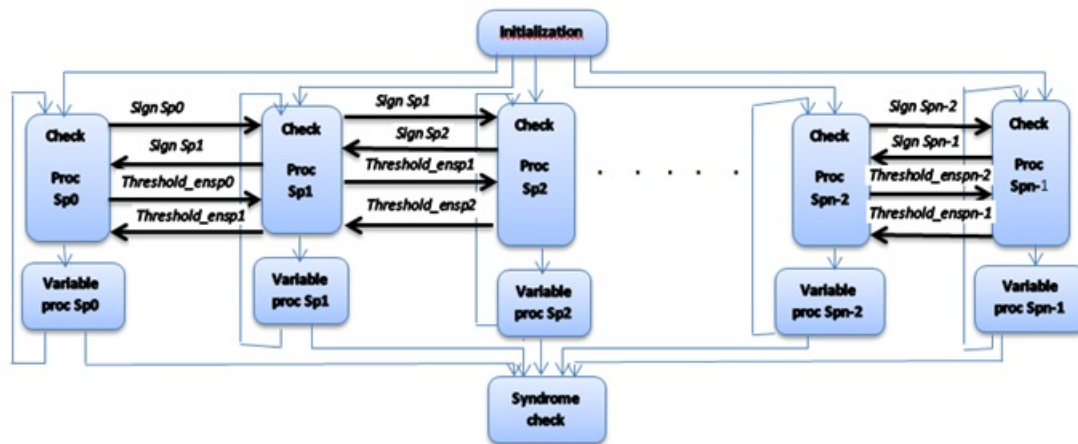 Initialization
Sign Sp0
Sign Sp1
Threshold_ensp0
Threshold_ensp1
Sign Sp1
Sign Sp2
Threshold_ensp1
Threshold_ensp2
Sign Spn-2
Sign Spn-1
Threshold_enspn-2
Threshold_enspn-1
Check
Proc
Sp0
Check
Proc
Sp1
Check
Proc
Sp2
. . . . . .
Check
Proc
Spn-2
Check
Proc
Spn-1
Variable
proc Sp0
Variable
proc Sp1
Variable
proc Sp2
Variable
proc Spn-2
Variable
proc Spn-1
Syndrome
check